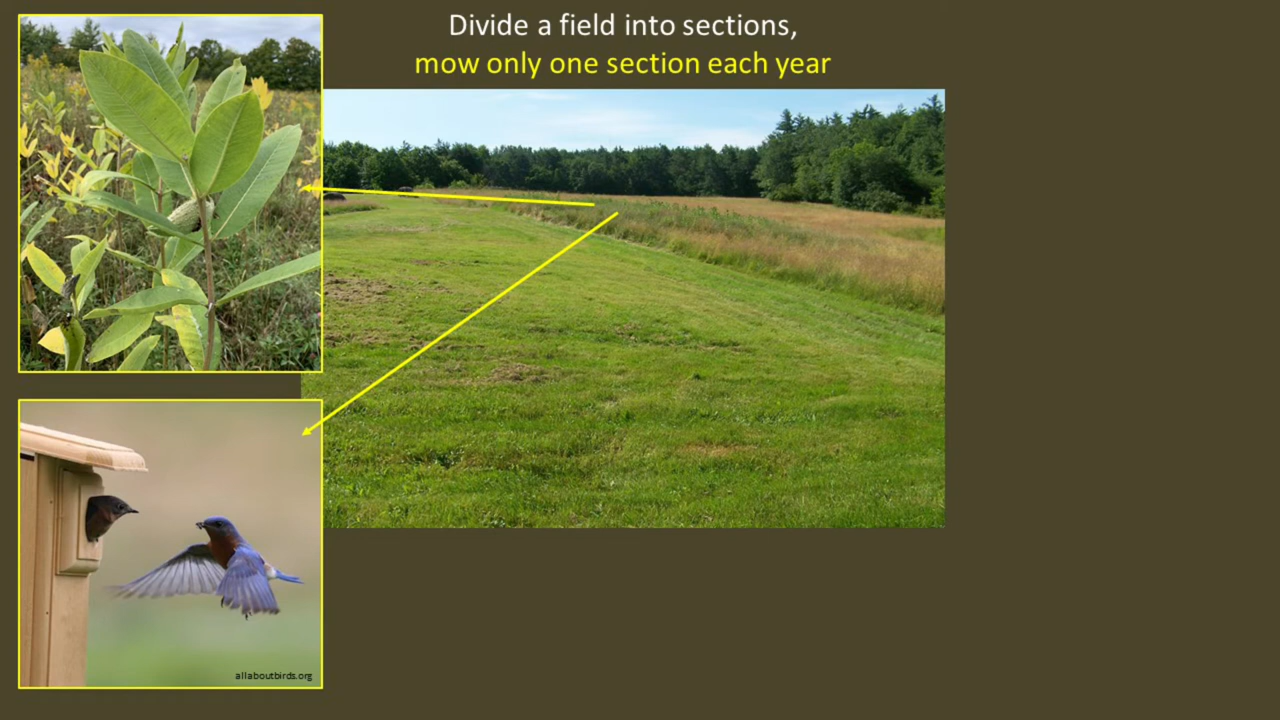 Divide a field into sections,
mow only one section each year
allaboutbirds.org